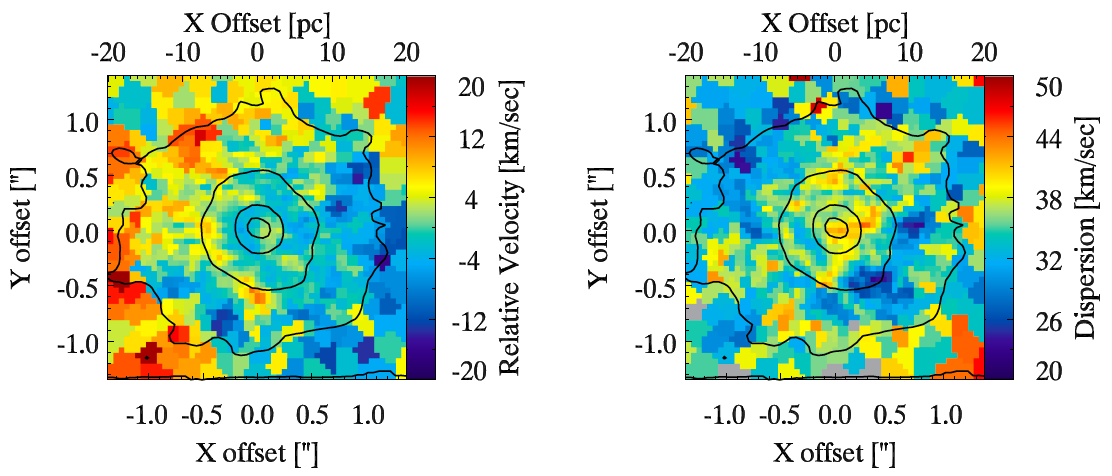 X Offset [pc]
-20 -10 0 10 20
Y offset ["]
1.0
0.5
0.0
-0.5
-1.0
-1.0 -0.5 0.0 0.5 1.0
X offset ["]
20
12
4
-4
-12
-20
Relative Velocity [km/sec]
X Offset [pc]
-20 -10 0 10 20
Y offset ["]
1.0
0.5
0.0
-0.5
-1.0
-1.0 -0.5 0.0 0.5 1.0
X offset ["]
50
44
38
32
26
20
Dispersion [km/sec]